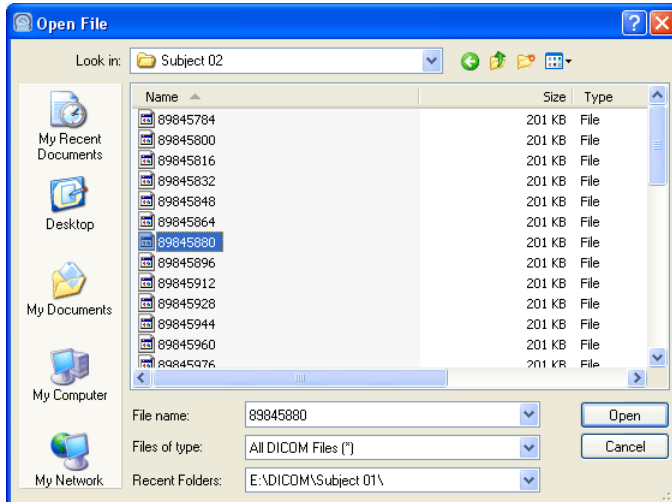 Open File
Look in: Subject 02
Name Size Type
My Recent Documents
Desktop
My Documents
My Computer
My Network
89845784 201 KB File
89845800 201 KB File
89845816 201 KB File
89845832 201 KB File
89845848 201 KB File
89845864 201 KB File
89845880 201 KB File
89845896 201 KB File
89845912 201 KB File
89845928 201 KB File
89845944 201 KB File
89845960 201 KB File
89845976 201 KB File
File name: 89845880 Open
Files of type: All DICOM Files (*) Cancel
Recent Folders: E:\DICOM\Subject 01\